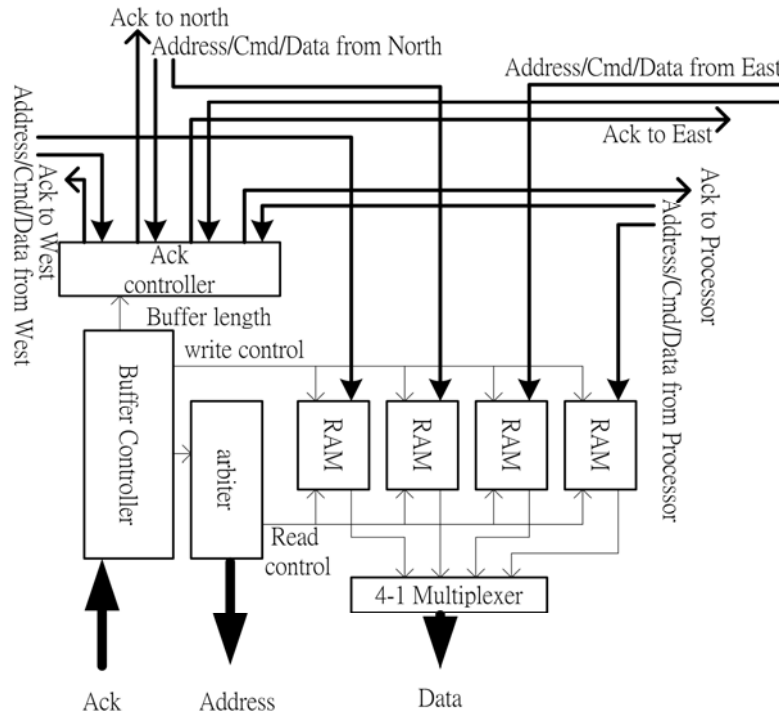 Ack to north
Address/Cmd/Data from North
Address/Cmd/Data from East
Ack to East
Address/Cmd/Data from West
Ack to West
Ack to Processor
Address/Cmd/Data from Processor
Ack
controller
Buffer length
write control
Buffer Controller
arbiter
RAM
RAM
RAM
RAM
Read
control
4-1 Multiplexer
Ack
Address
Data